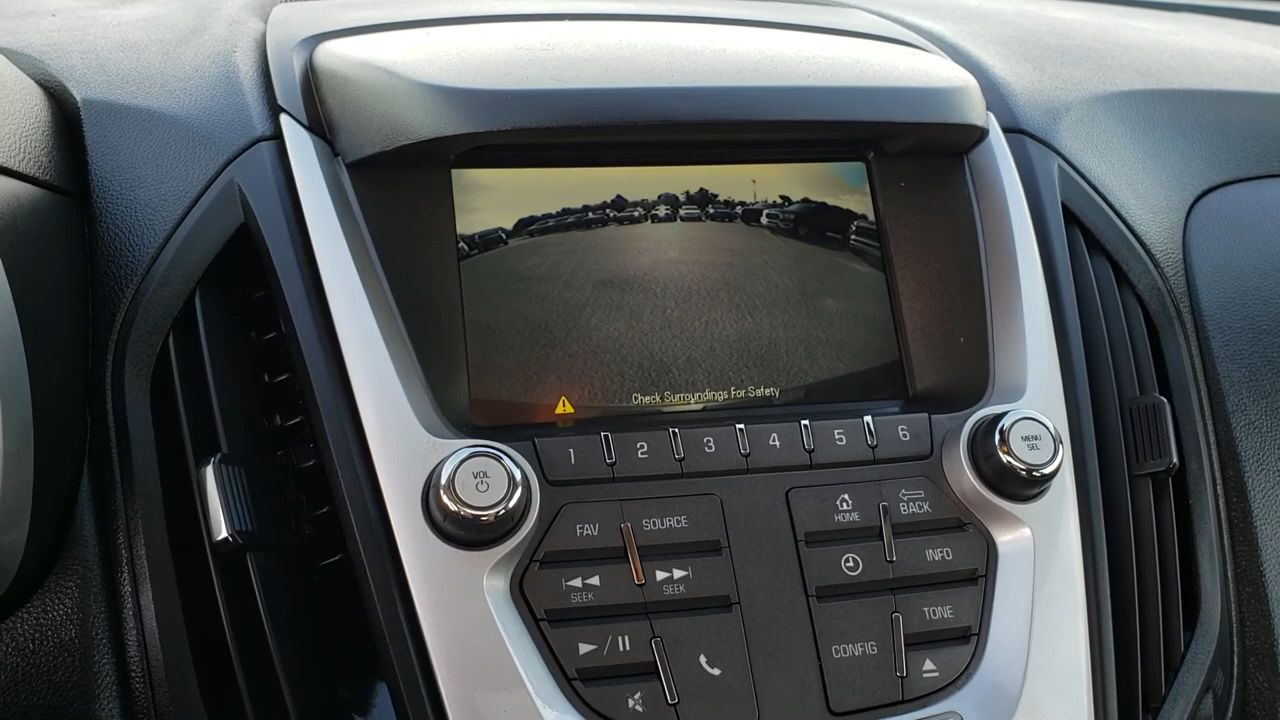 Check Surroundings For Safety
1 2 3 4 5 6
VOL
MENU
SEL
FAV
SOURCE
HOME
BACK
SEEK
SEEK
INFO
TONE
CONFIG